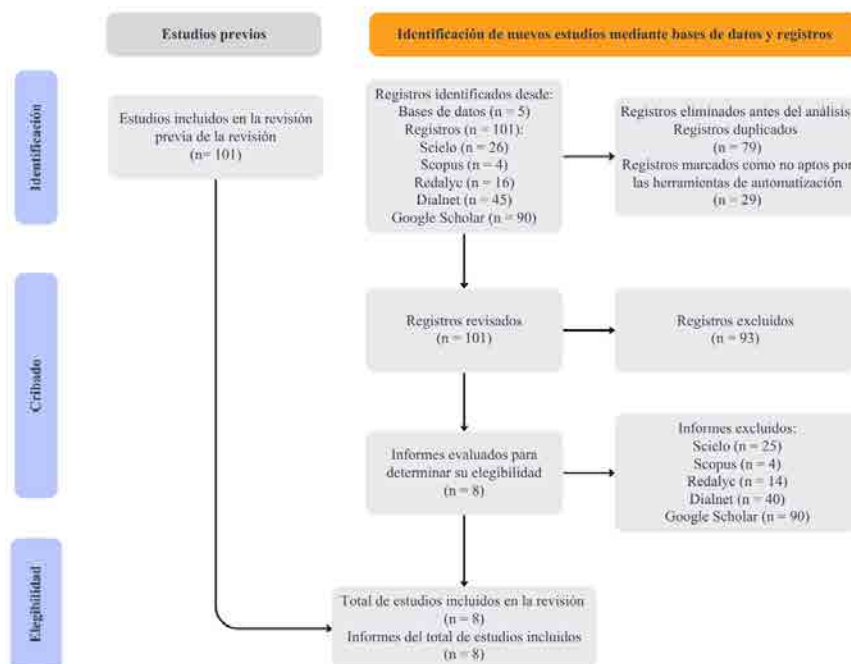 Estudios previos
Identificación de nuevos estudios mediante bases de datos y registros
Identificación
Estudios incluidos en la revisión
previa de la revisión
(n= 101)
Registros identificados desde:
Bases de datos (n = 5)
Registros (n = 101):
Scielo (n = 26)
Scopus (n = 4)
Redalyc (n = 16)
Dialnet (n = 45)
Google Scholar (n = 90)
Registros eliminados antes del análisis
Registros duplicados
(n = 79)
Registros marcados como no aptos por
las herramientas de automatización
(n = 29)
Cribado
Registros revisados
(n = 101)
Registros excluidos
(n = 93)
Informes evaluados para
determinar su elegibilidad
(n = 8)
Informes excluidos:
Scielo (n = 25)
Scopus (n = 4)
Redalyc (n = 14)
Dialnet (n = 40)
Google Scholar (n = 90)
Elegibilidad
Total de estudios incluidos en la revisión
(n = 8)
Informes del total de estudios incluidos
(n = 8)